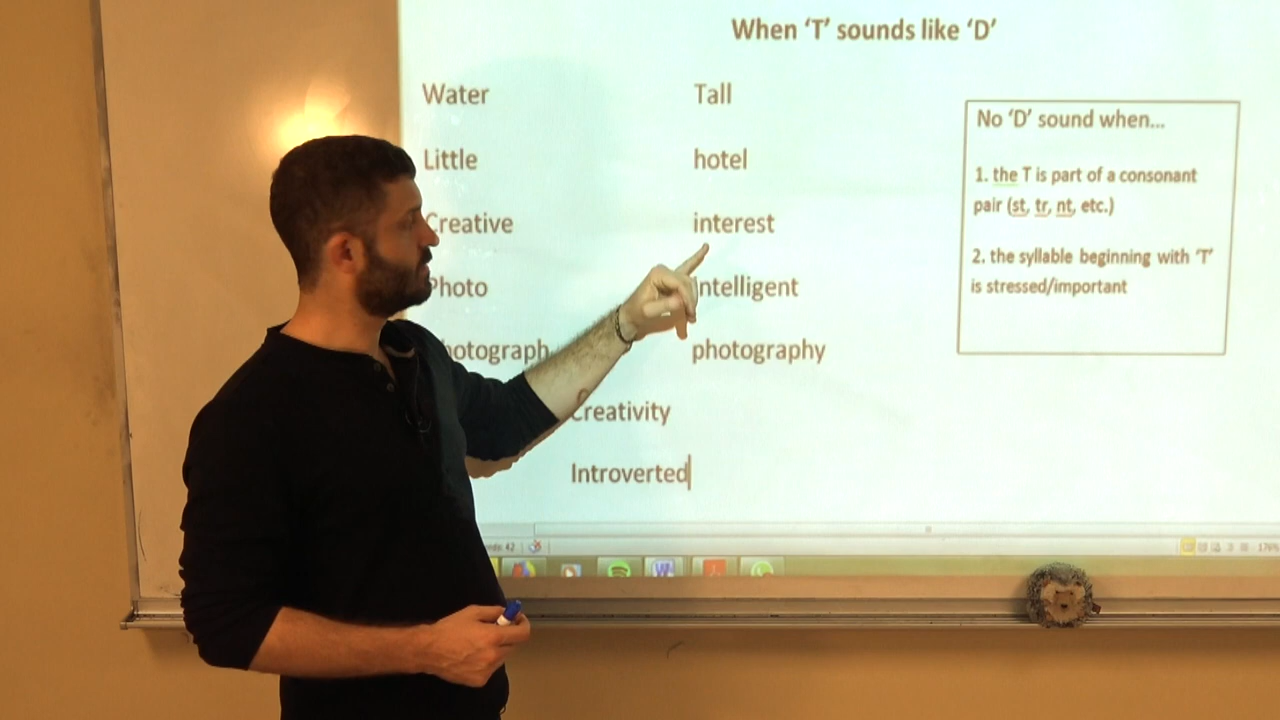 When ‘T’ sounds like ‘D’
Water
Tall
Little
hotel
Creative
interest
Photo
intelligent
photography
Creativity
Introverted
No ‘D’ sound when...
1. the T is part of a consonant
pair (st, tr, nt, etc.)
2. the syllable beginning with ‘T’
is stressed/important